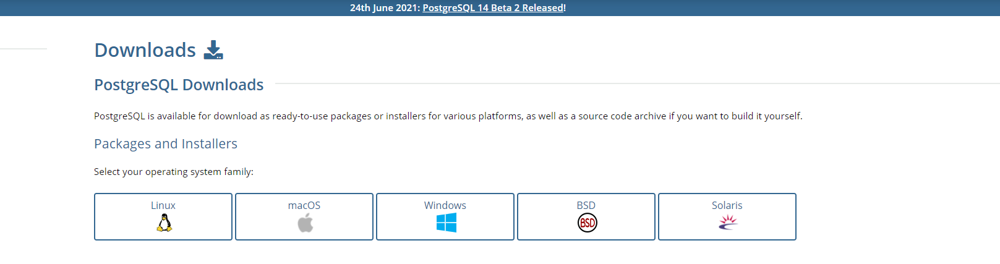 24th June 2021: PostgreSQL 14 Beta 2 Released!
Downloads
PostgreSQL Downloads
PostgreSQL is available for download as ready-to-use packages or installers for various platforms, as well as a source code archive if you want to build it yourself.
Packages and Installers
Select your operating system family:
Linux
macOS
Windows
BSD
Solaris
BSD